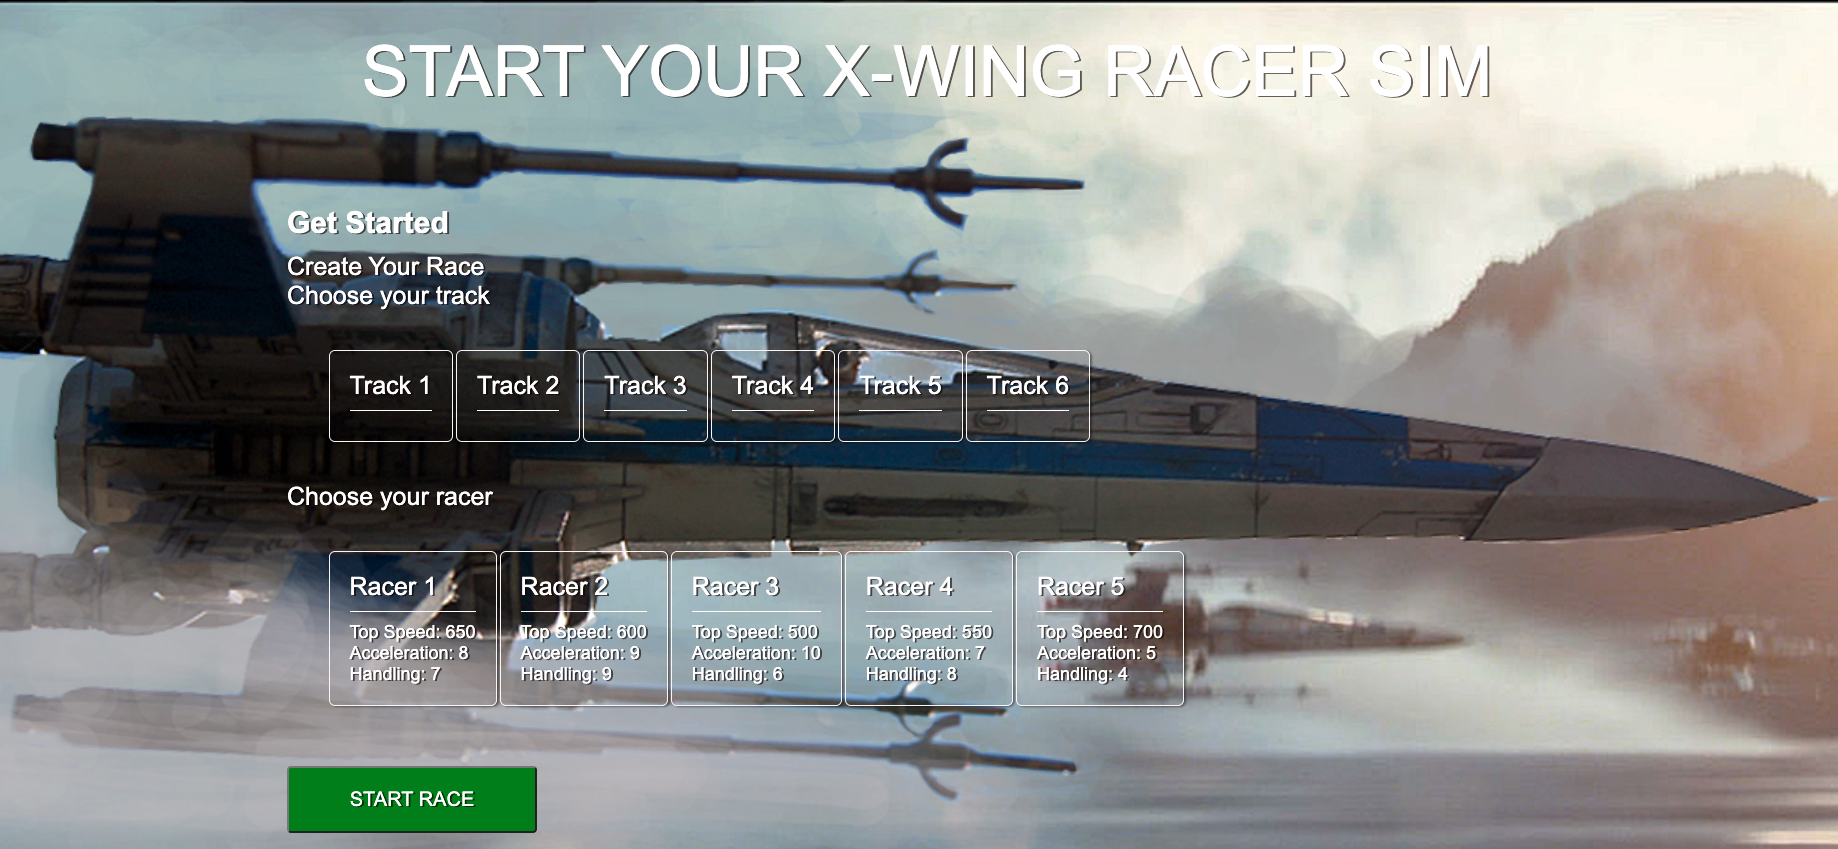 START YOUR X-WING RACER SIM
Get Started
Create Your Race
Choose your track
Track 1
Track 2
Track 3
Track 4
Track 5
Track 6
Choose your racer
Racer 1
Top Speed: 650
Acceleration: 8
Handling: 7
Racer 2
Top Speed: 600
Acceleration: 9
Handling: 9
Racer 3
Top Speed: 500
Acceleration: 10
Handling: 6
Racer 4
Top Speed: 550
Acceleration: 7
Handling: 8
Racer 5
Top Speed: 700
Acceleration: 5
Handling: 4
START RACE